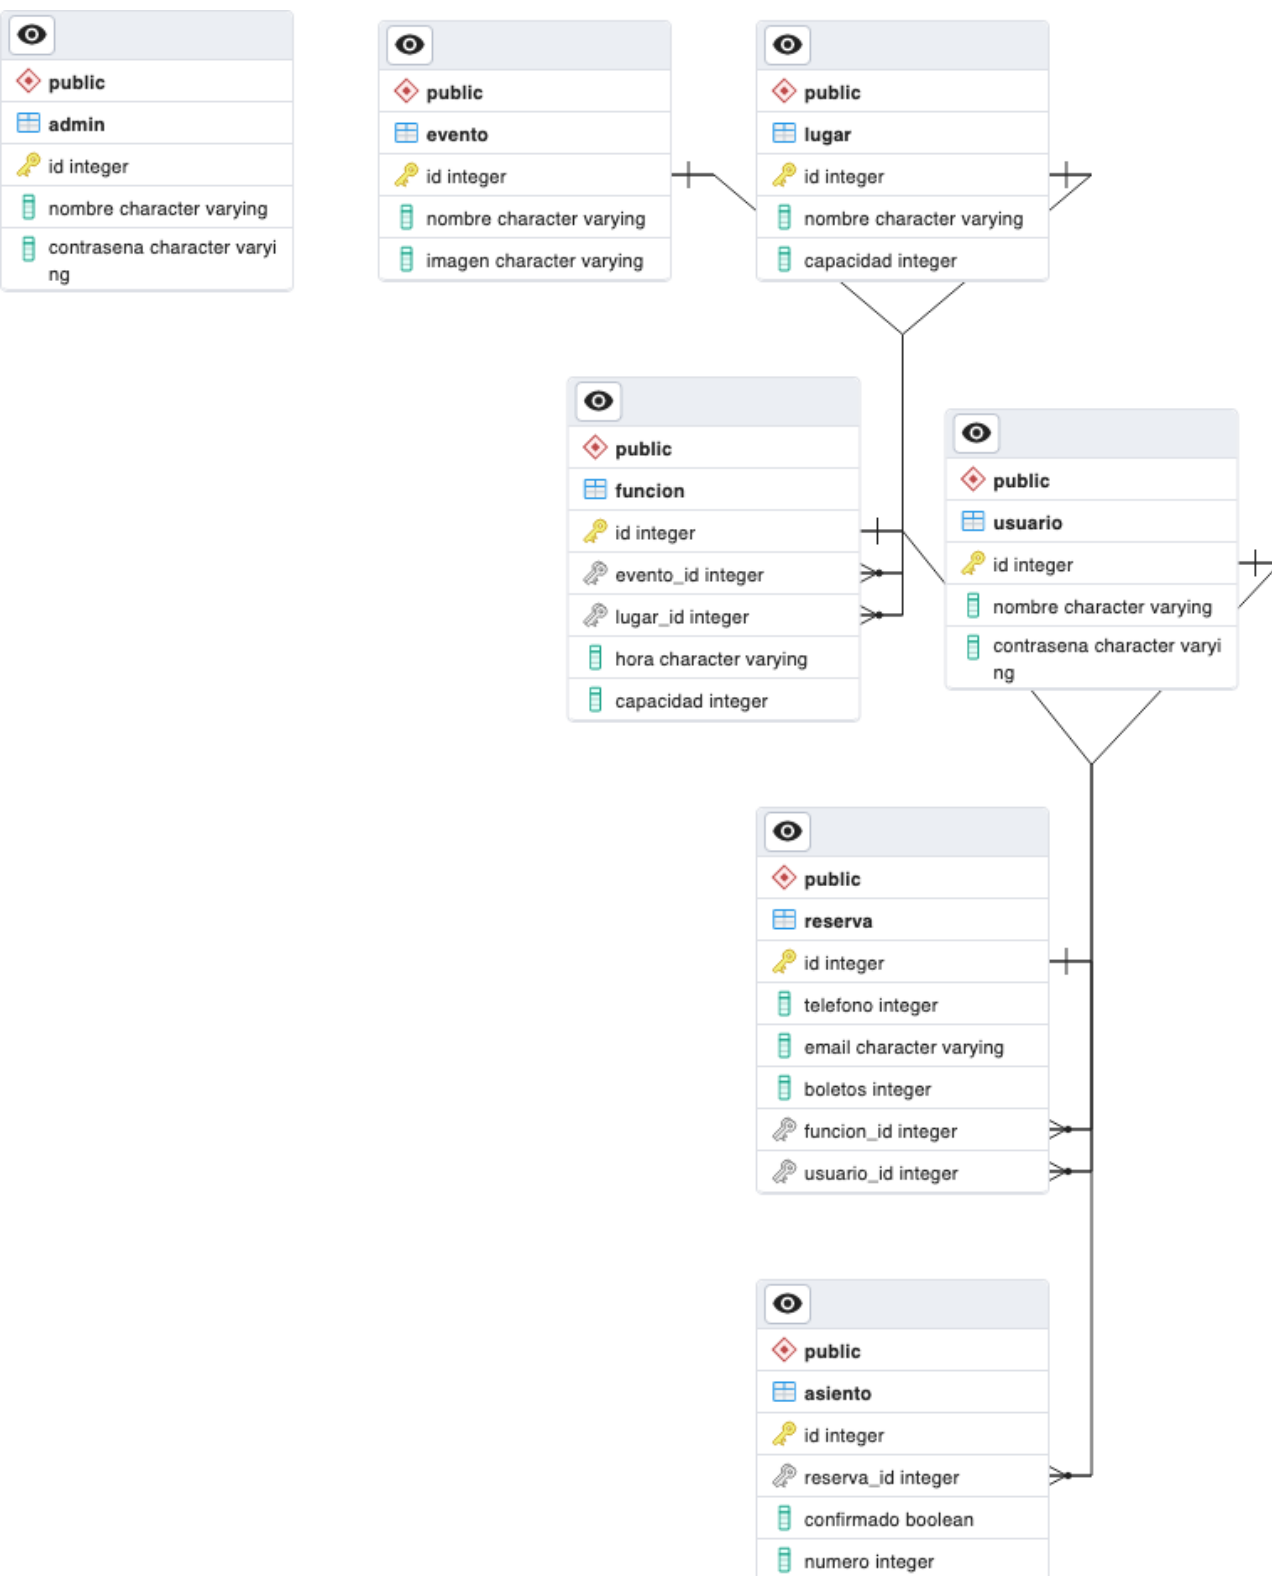 public
admin
id integer
nombre character varying
contrasena character varyi
ng
public
evento
id integer
nombre character varying
imagen character varying
public
lugar
id integer
nombre character varying
capacidad integer
public
funcion
id integer
evento_id integer
lugar_id integer
hora character varying
capacidad integer
public
usuario
id integer
nombre character varying
contrasena character varyi
ng
public
reserva
id integer
telefono integer
email character varying
boletos integer
funcion_id integer
usuario_id integer
public
asiento
id integer
reserva_id integer
confirmado boolean
numero integer